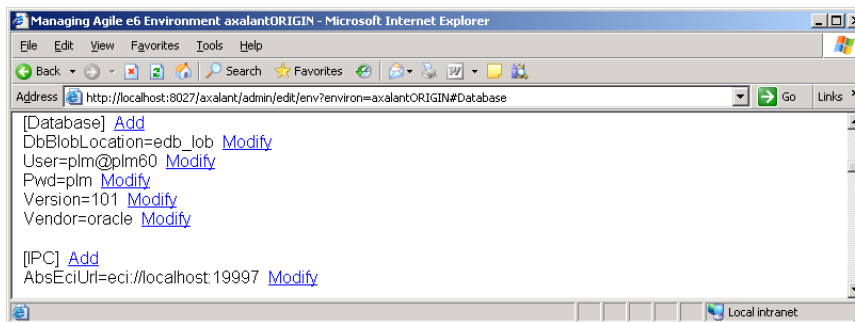 Managing Agile e6 Environment axalantORIGIN - Microsoft Internet Explorer
File Edit View Favorites Tools Help
Back Search Favorites
Address http://localhost:8027/axalant/admin/edit/env?environ=axalantORIGIN#Database Go Links
[Database] Add
DbBlobLocation=edb_lob Modify
User=plm@plm60 Modify
Pwd=plm Modify
Version=101 Modify
Vendor=oracle Modify
[IPC] Add
AbsEciUrl=eci://localhost:19997 Modify
Local intranet